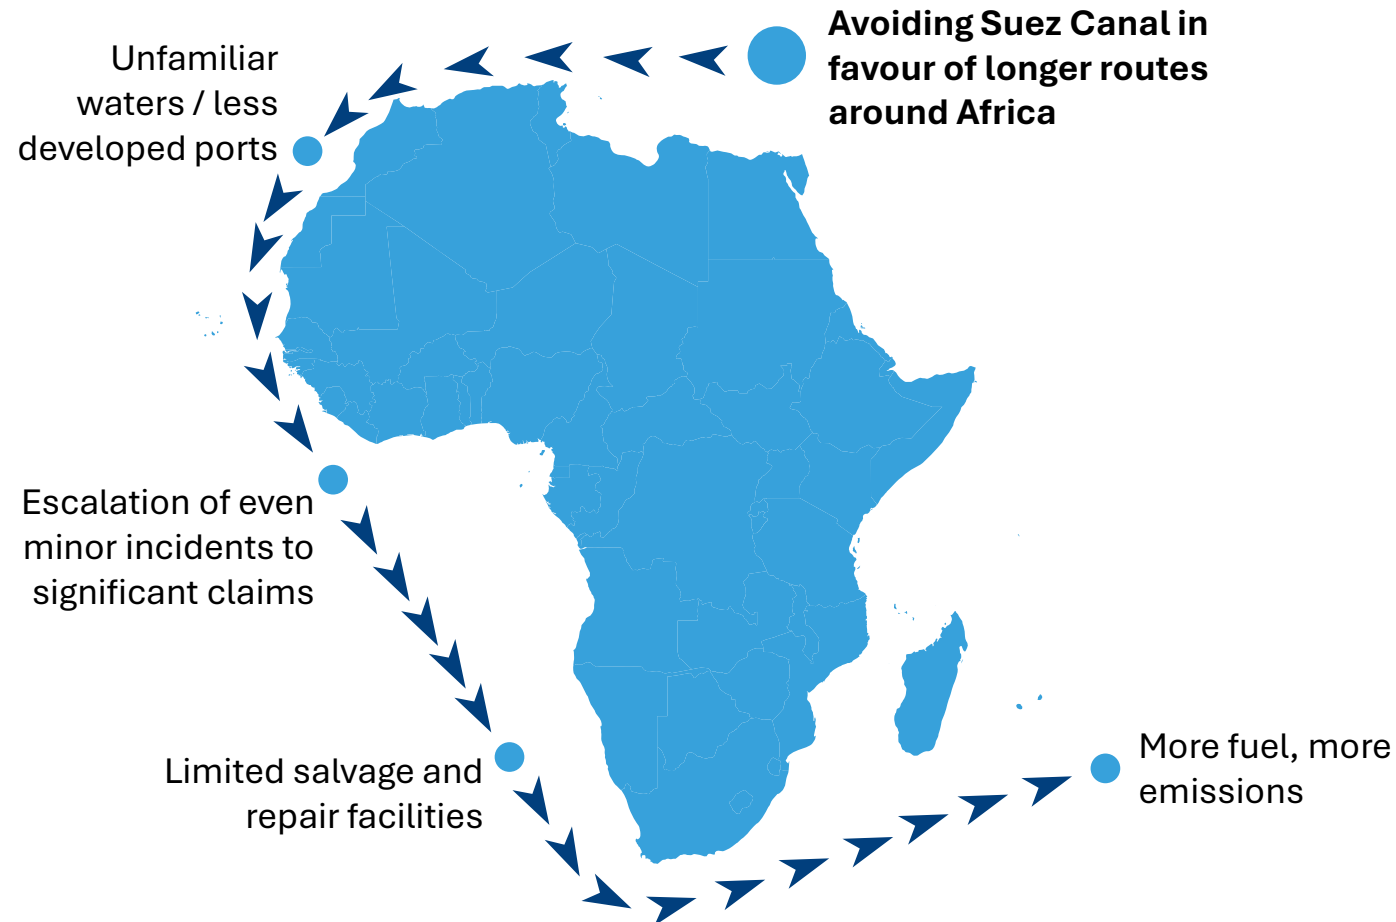 Avoiding Suez Canal in
favour of longer routes
around Africa
Unfamiliar
waters / less
developed ports
Escalation of even
minor incidents to
significant claims
Limited salvage and
repair facilities
More fuel, more
emissions